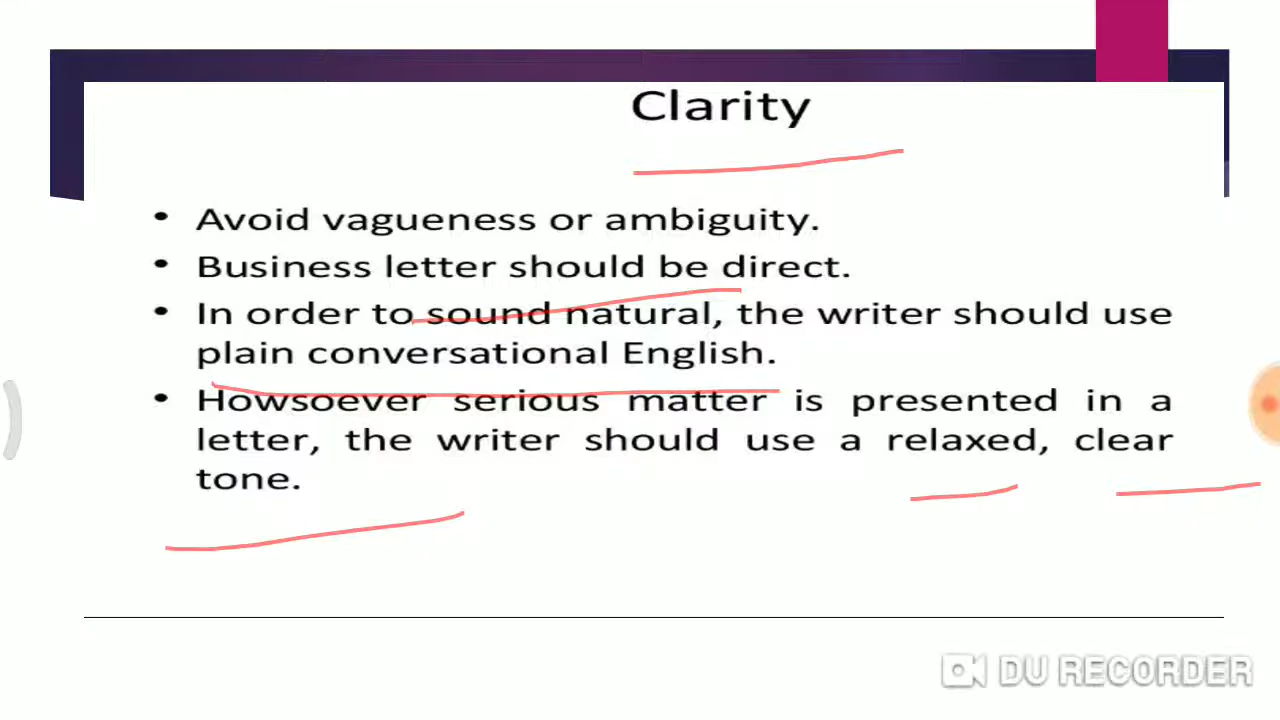 Clarity
• Avoid vagueness or ambiguity.
• Business letter should be direct.
• In order to sound natural, the writer should use
plain conversational English.
• Howsoever serious matter is presented in a
letter, the writer should use a relaxed, clear
tone.
DU RECORDER